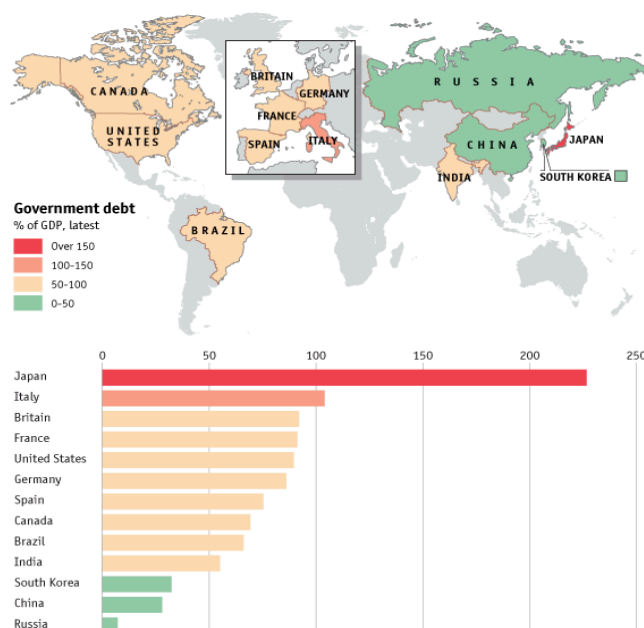 CANADA
UNITED
STATES
BRITAIN
GERMANY
FRANCE
SPAIN
ITALY
RUSSIA
CHINA
JAPAN
SOUTH KOREA
INDIA
BRAZIL
Government debt
% of GDP, latest
Over 150
100-150
50-100
0-50
0 50 100 150 200 250
Japan
Italy
Britain
France
United States
Germany
Spain
Canada
Brazil
India
South Korea
China
Russia